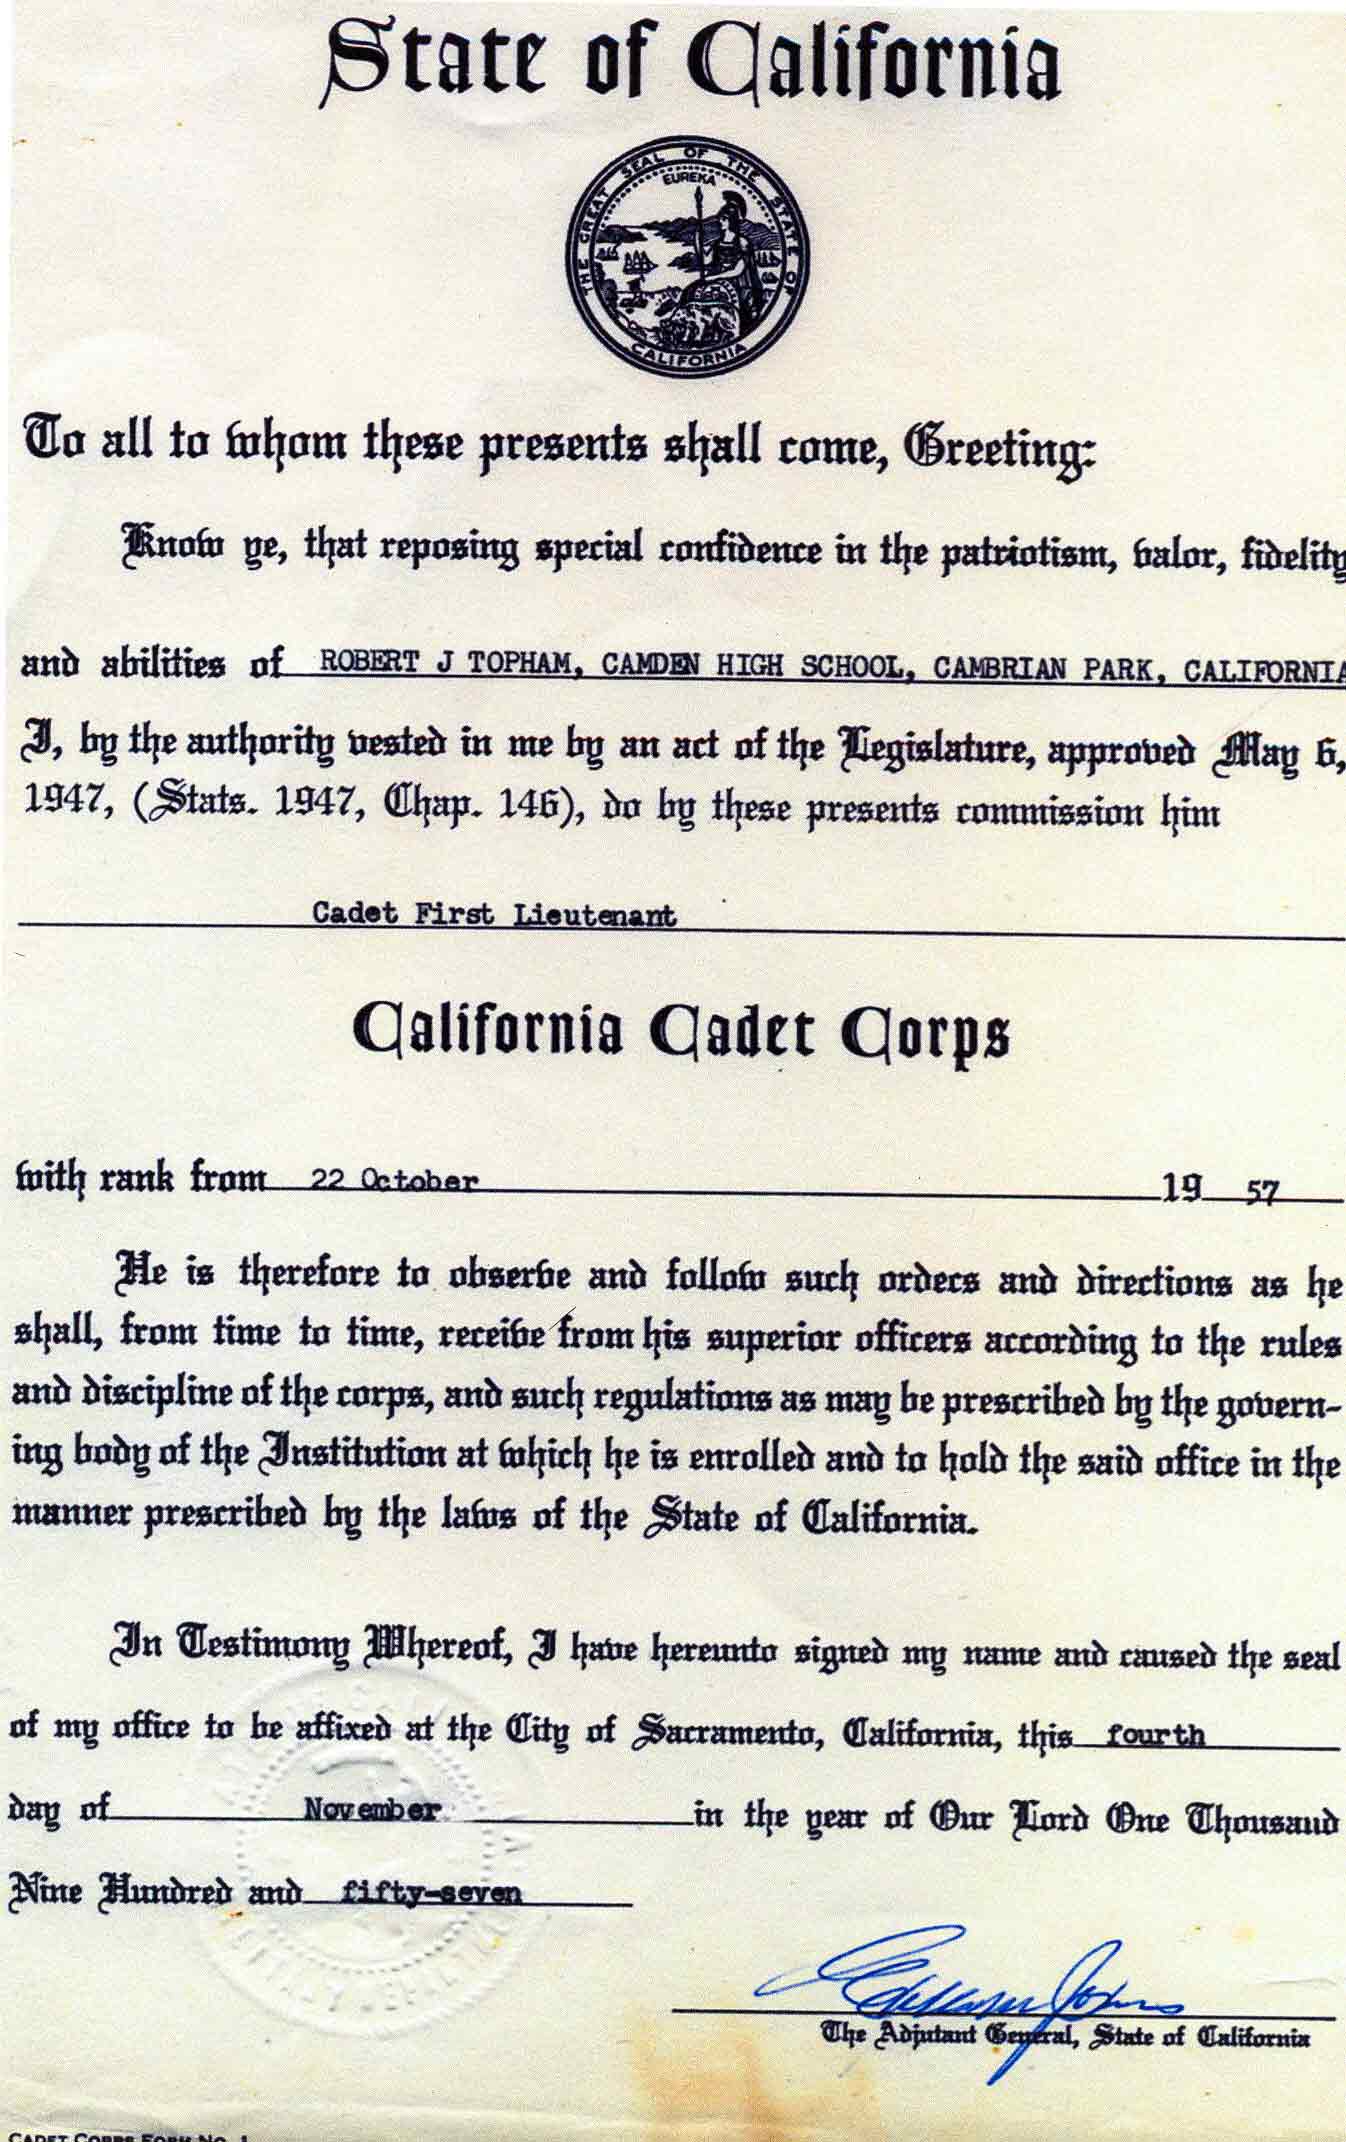 State of California
THE GREAT SEAL OF THE STATE OF CALIFORNIA
EUREKA
To all to whom these presents shall come, Greeting:
Know ye, that reposing special confidence in the patriotism, valor, fidelity
and abilities of ROBERT J TOPHAM, CAMDEN HIGH SCHOOL, CAMBRIAN PARK, CALIFORNIA
I, by the authority vested in me by an act of the Legislature, approved May 6,
1947, (Stats. 1947, Chap. 146), do by these presents commission him
Cadet First Lieutenant
California Cadet Corps
with rank from 22 October 19 57
He is therefore to observe and follow such orders and directions as he
shall, from time to time, receive from his superior officers according to the rules
and discipline of the corps, and such regulations as may be prescribed by the govern-
ing body of the Institution at which he is enrolled and to hold the said office in the
manner prescribed by the laws of the State of California.
In Testimony Whereof, I have hereunto signed my name and caused the seal
of my office to be affixed at the City of Sacramento, California, this fourth
day of November in the year of Our Lord One Thousand
Nine Hundred and fifty-seven
The Adjutant General, State of California
CADET CORPS FORM NO. 1